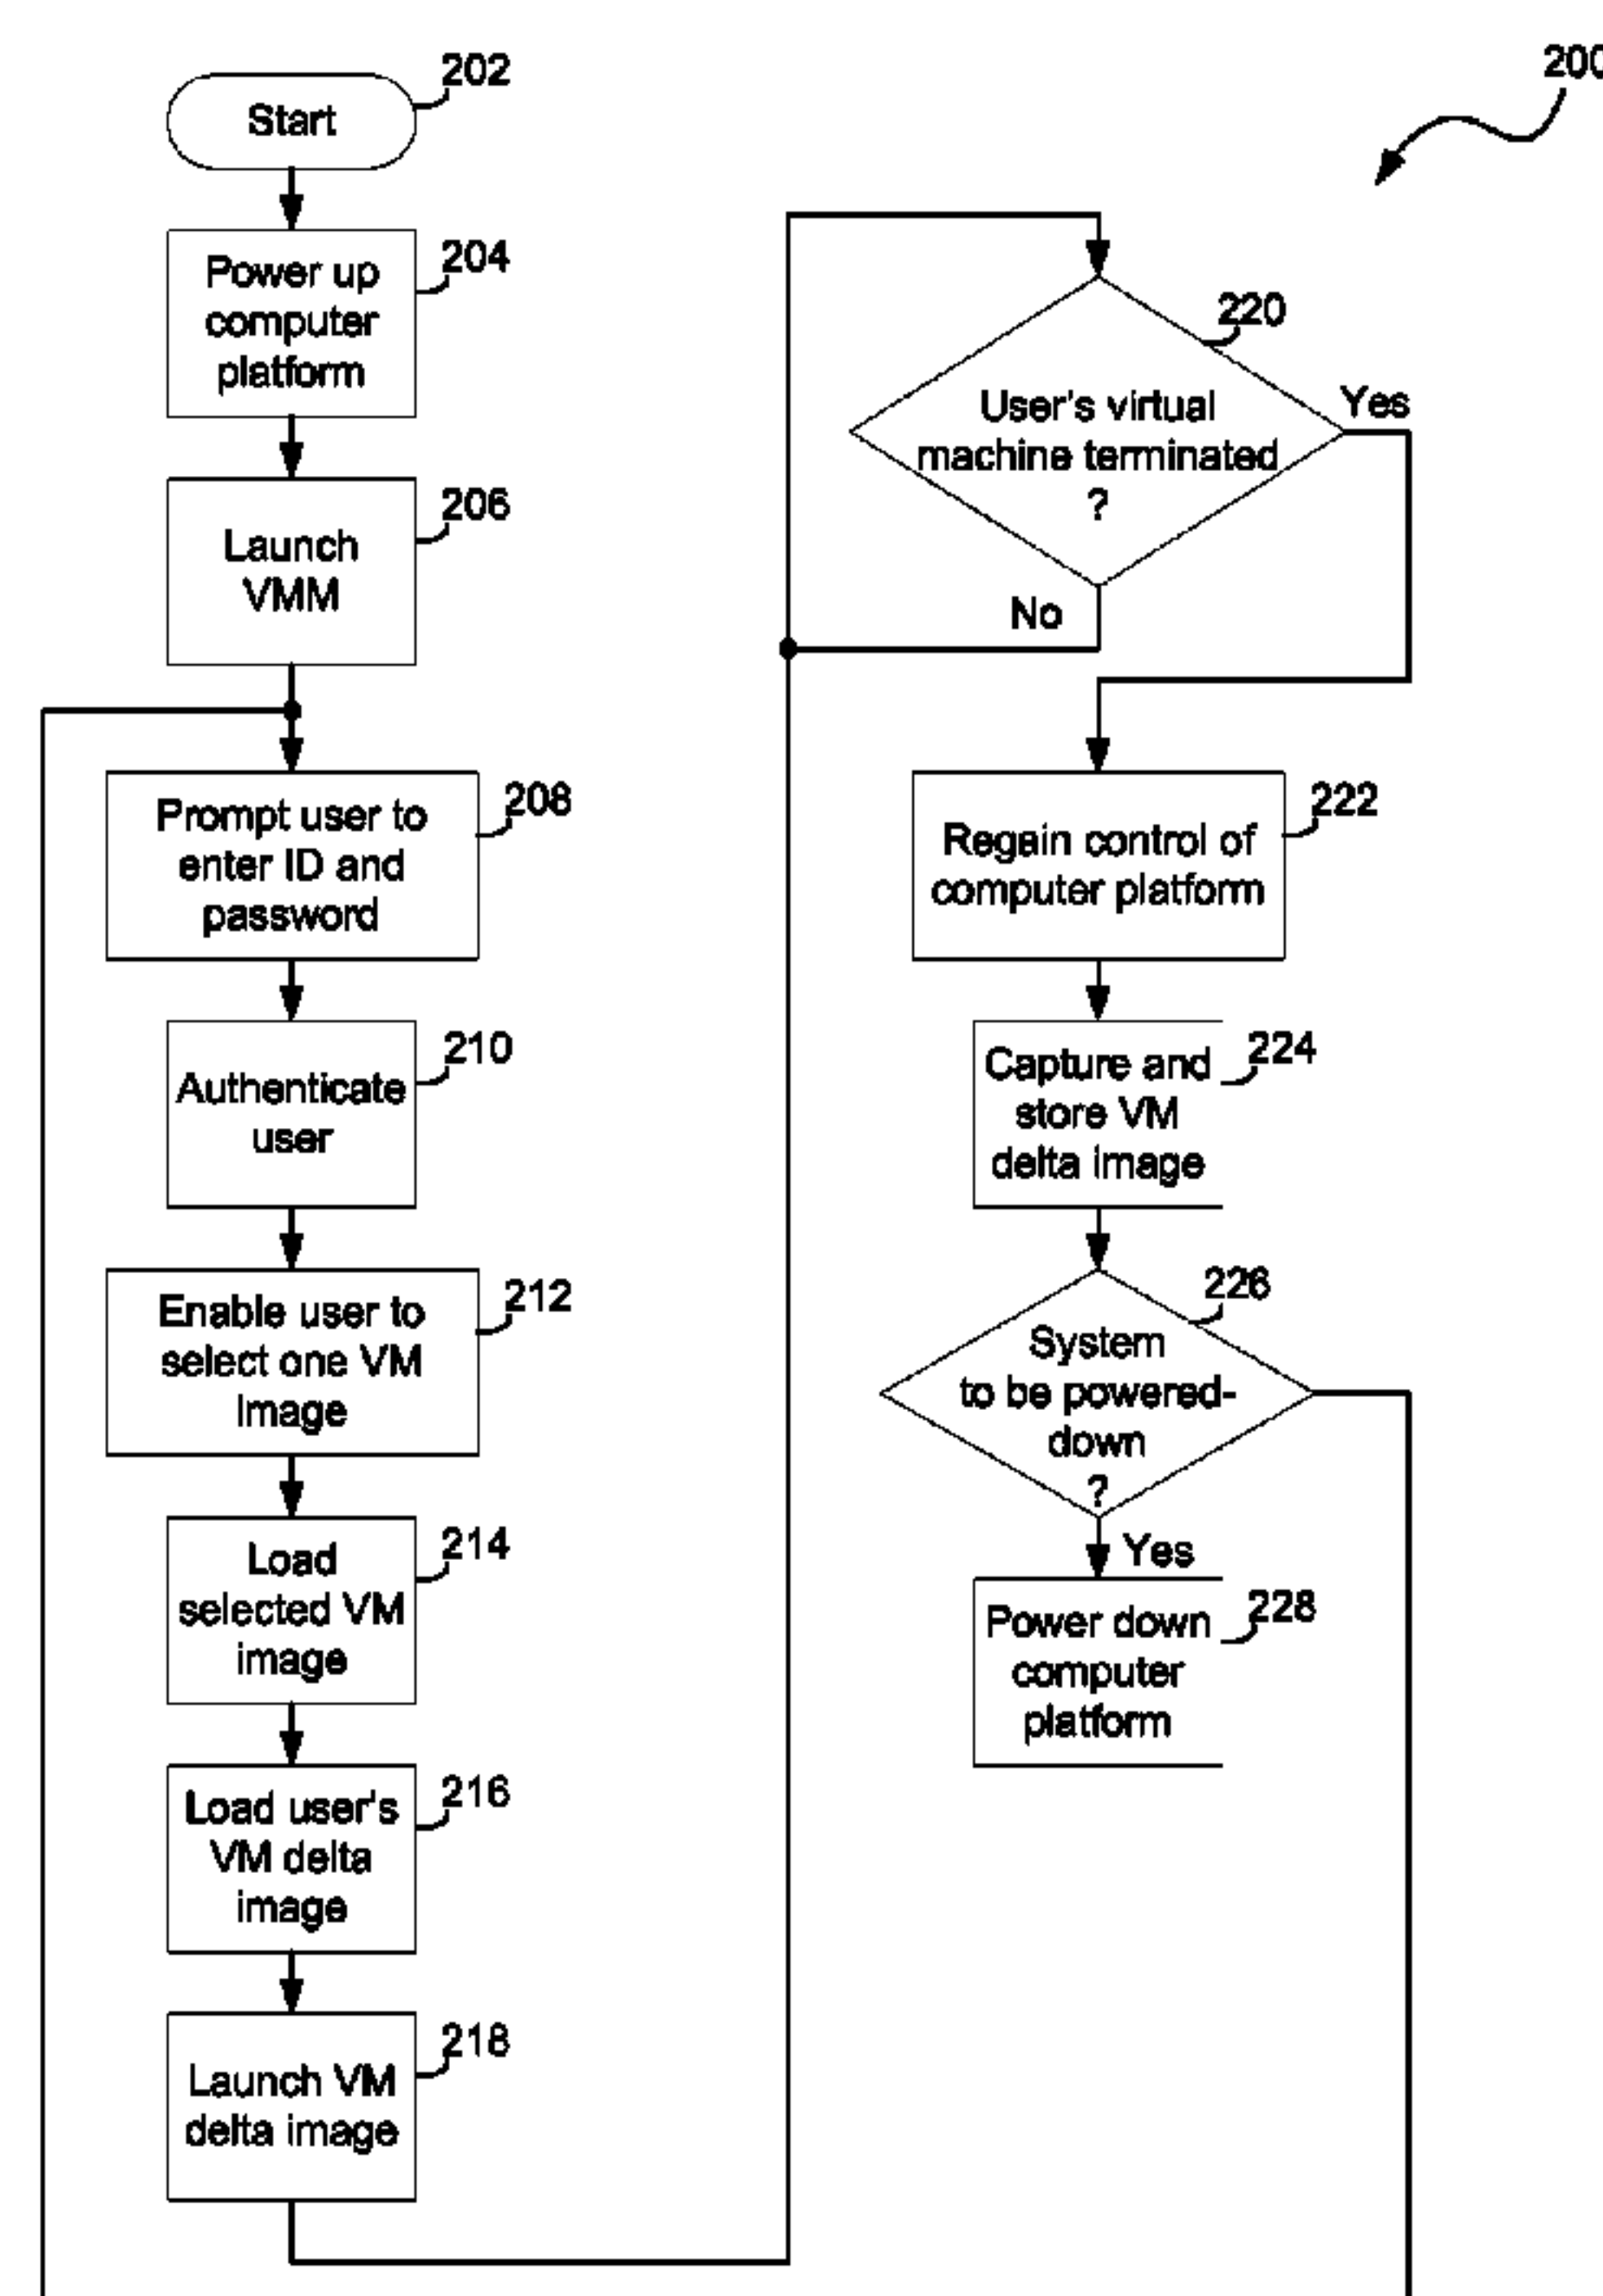 202
Start
204
Power up
computer
platform
206
Launch
VMM
208
Prompt user to
enter ID and
password
210
Authenticate
user
212
Enable user to
select one VM
image
214
Load
selected VM
image
216
Load user's
VM delta
image
218
Launch VM
delta image
200
220
User's virtual
machine terminated
?
Yes
No
222
Regain control of
computer platform
224
Capture and
store VM
delta image
226
System
to be powered-
down
?
Yes
228
Power down
computer
platform